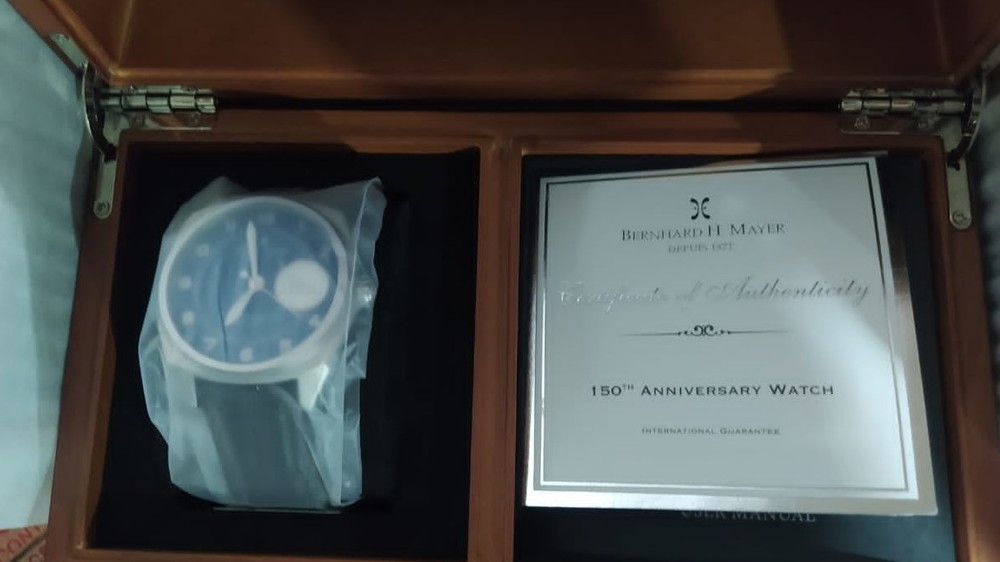 BERNHARD H MAYER
DEPUIS 1871
Certificate of Authenticity
150TH ANNIVERSARY WATCH
INTERNATIONAL GUARANTEE
USER MANUAL